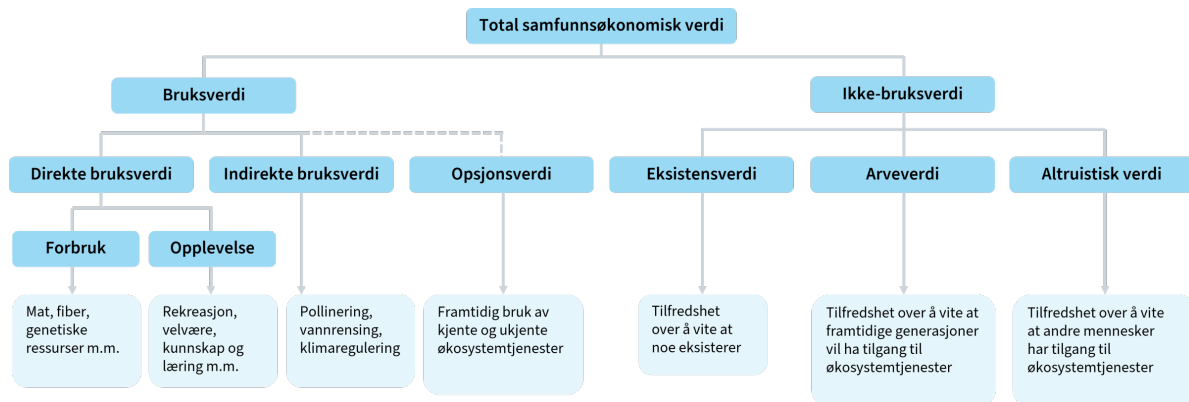 Total samfunnsøkonomisk verdi
Bruksverdi
Ikke-bruksverdi
Direkte bruksverdi
Indirekte bruksverdi
Opsjonsverdi
Eksistensverdi
Arveverdi
Altruistisk verdi
Forbruk
Opplevelse
Mat, fiber,
genetiske
ressurser m.m.
Rekreasjon,
velvære,
kunnskap og
læring m.m.
Pollinering,
vannrensing,
klimaregulering
Framtidig bruk av
kjente og ukjente
økosystemtjenester
Tilfredshet
over å vite at
noe eksisterer
Tilfredshet over å vite at
framtidige generasjoner
vil ha tilgang til
økosystemtjenester
Tilfredshet over å vite
at andre mennesker
har tilgang til
økosystemtjenester